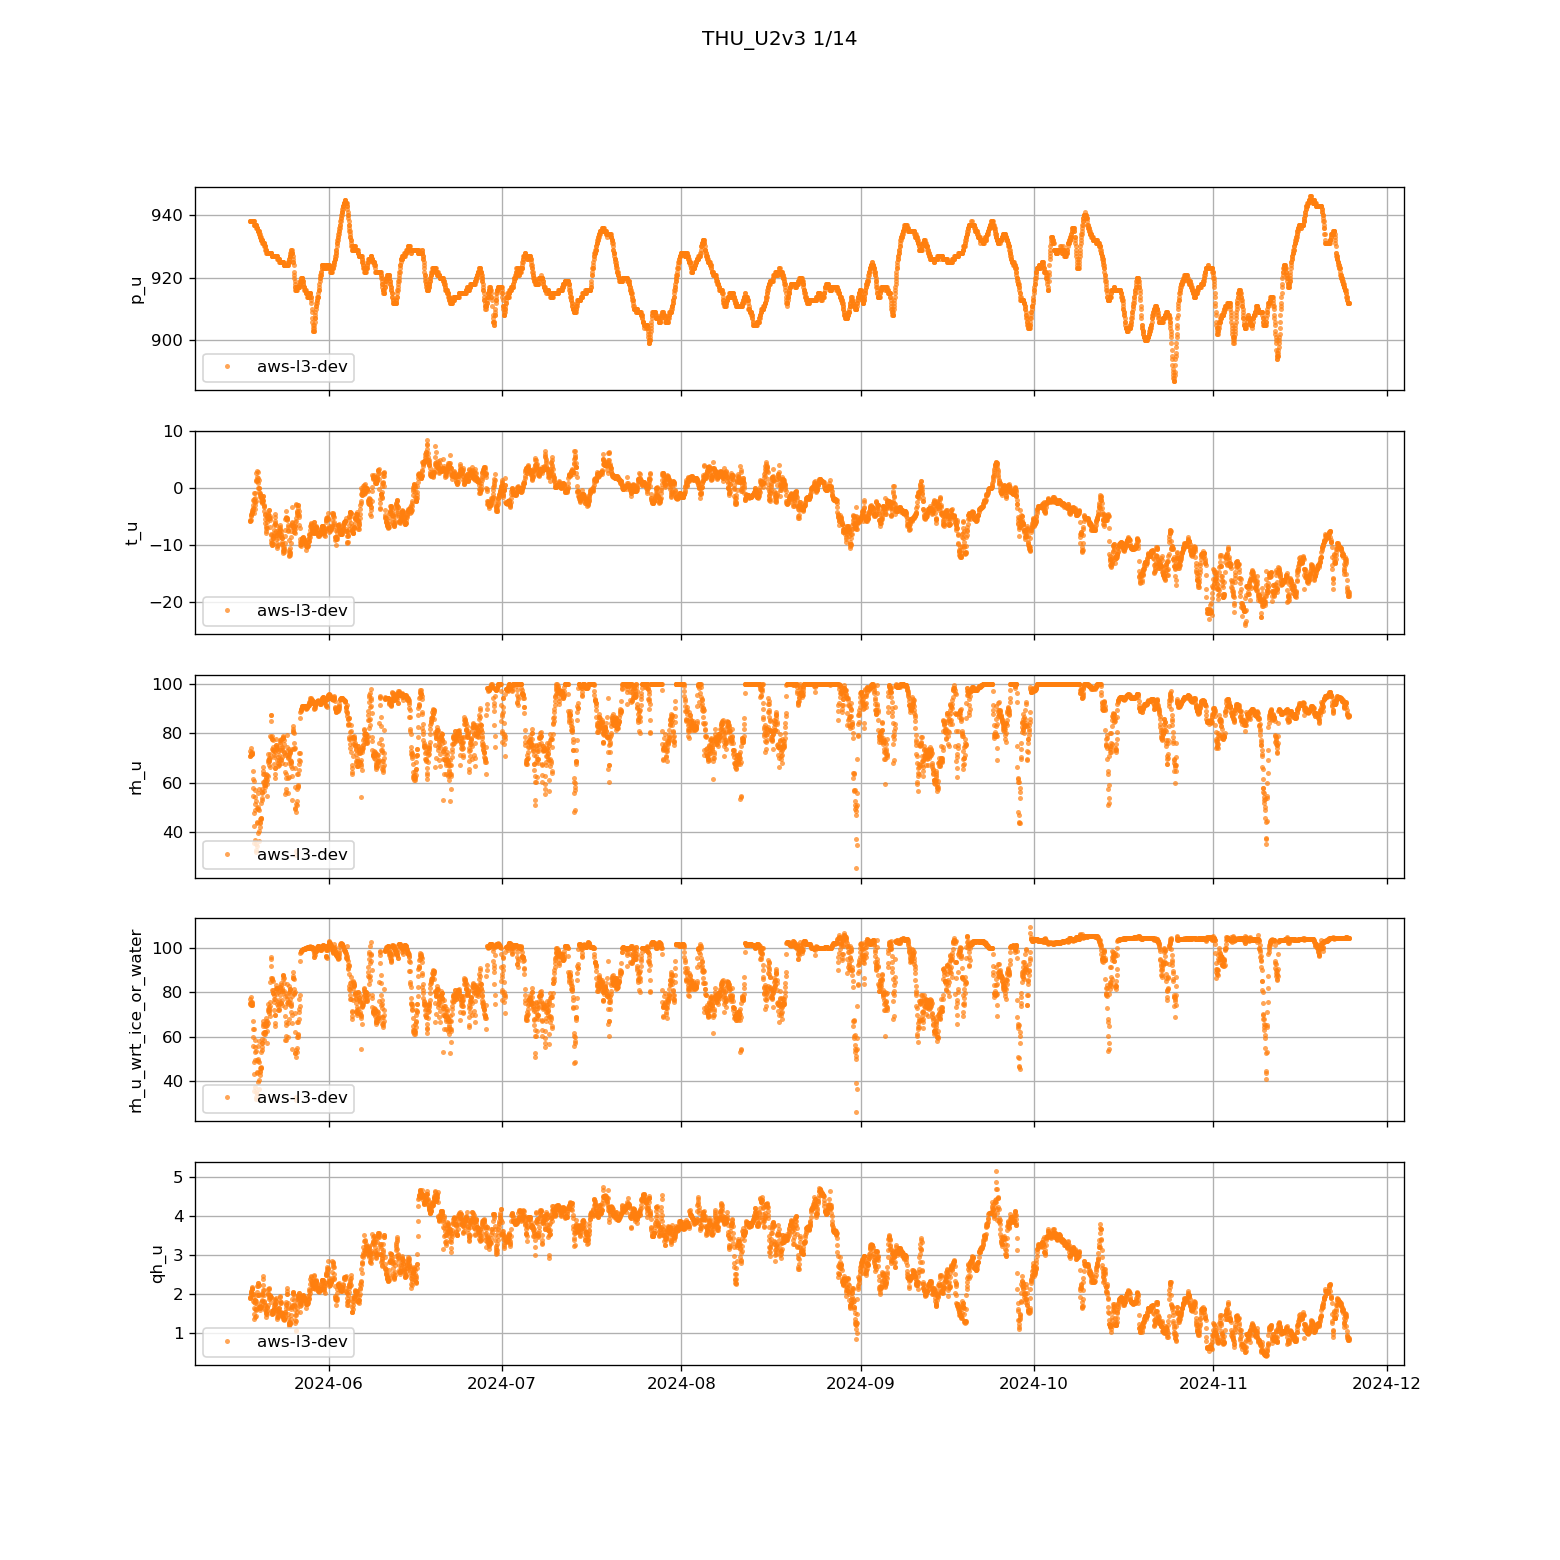 THU_U2v3 1/14
p_u
940
920
900
aws-l3-dev
t_u
10
0
−10
−20
aws-l3-dev
rh_u
100
80
60
40
aws-l3-dev
rh_u_wrt_ice_or_water
100
80
60
40
aws-l3-dev
qh_u
5
4
3
2
1
aws-l3-dev
2024-06 2024-07 2024-08 2024-09 2024-10 2024-11 2024-12